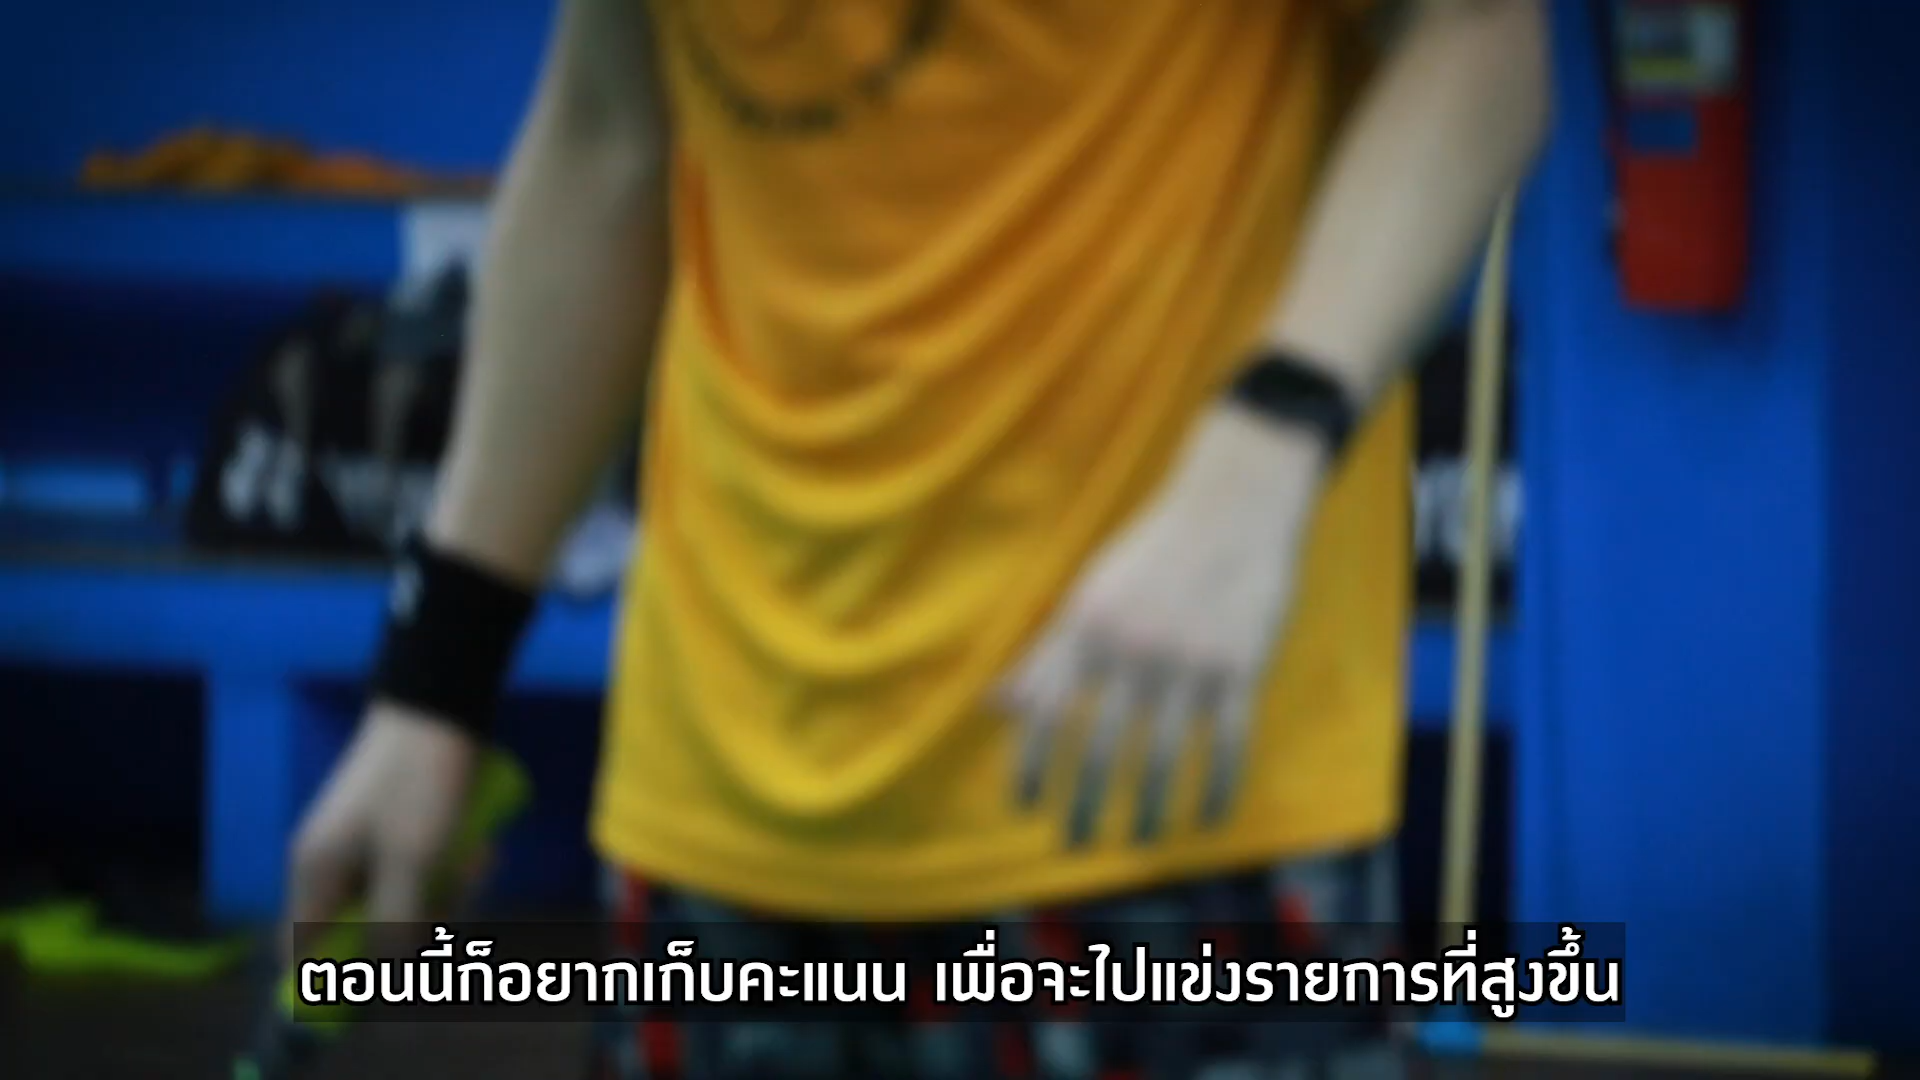 ตอนนี้ก็อยากเก็บคะแนน เพื่อจะไปแข่งรายการที่สูงขึ้น